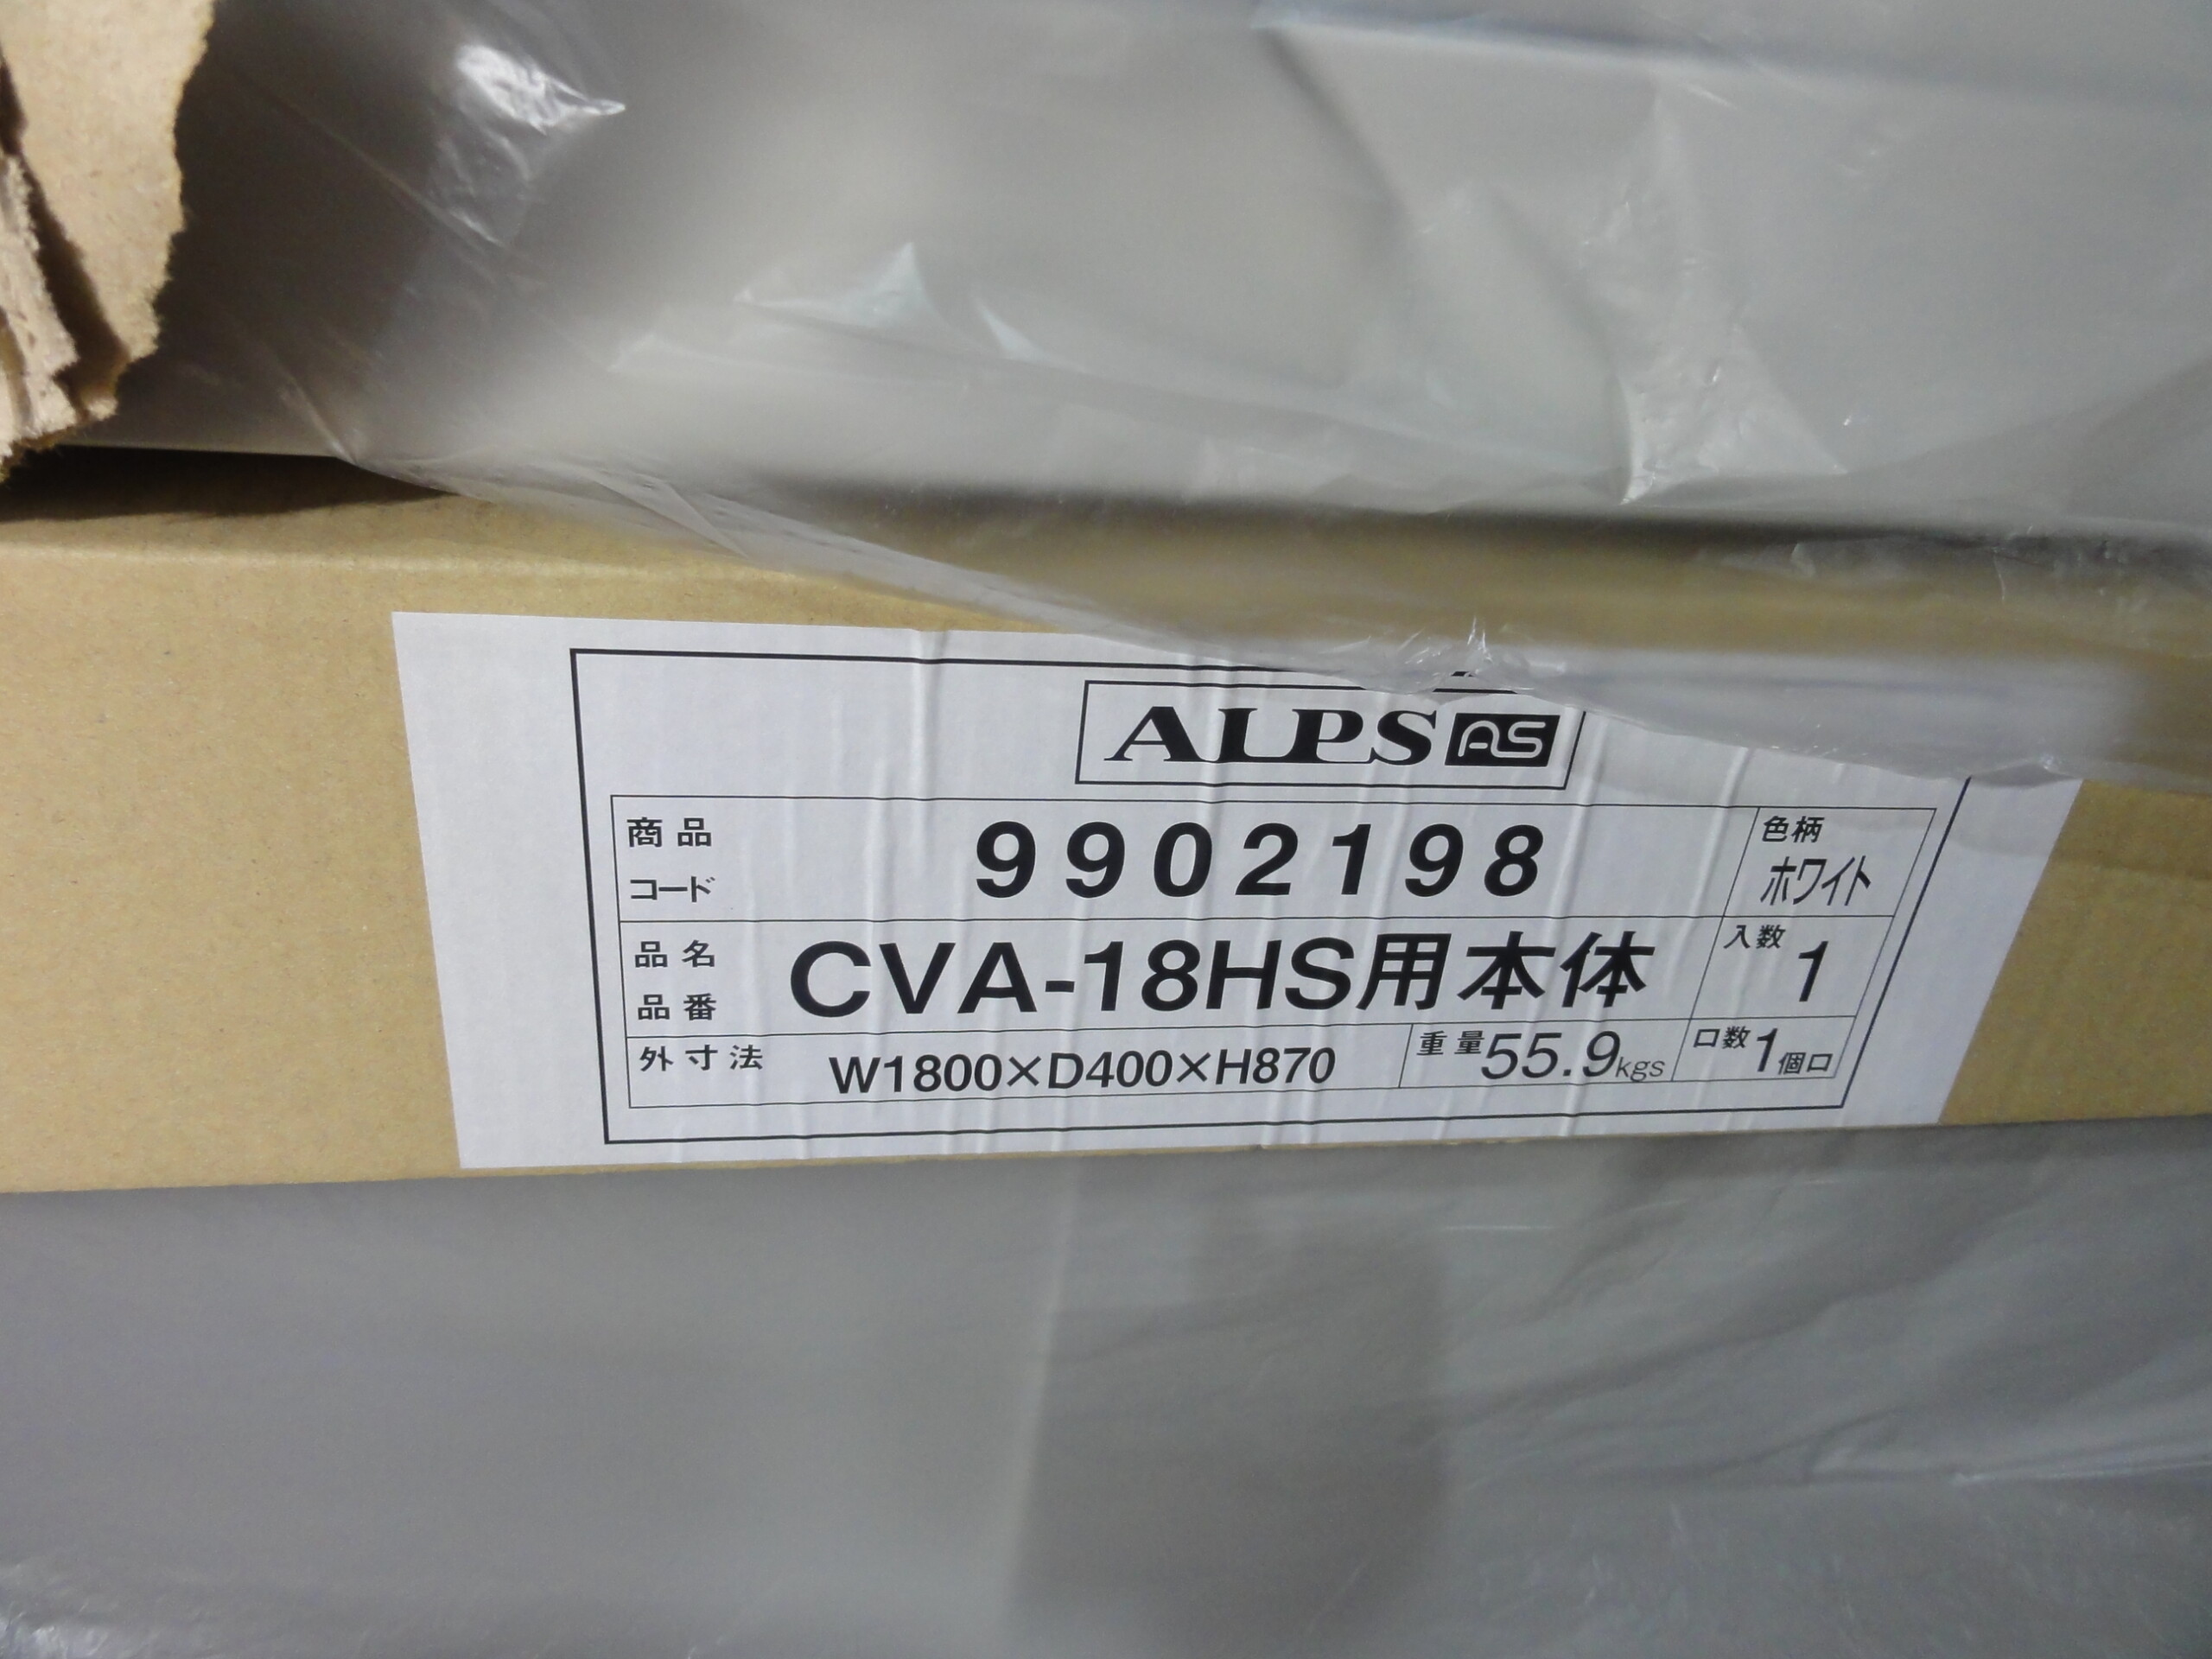 ALPS AS
商品コード 9902198 色柄 ホワイト
品名品番 CVA-18HS用本体 入数 1
外寸法 W1800×D400×H870 重量 55.9kgs 口数 1個口